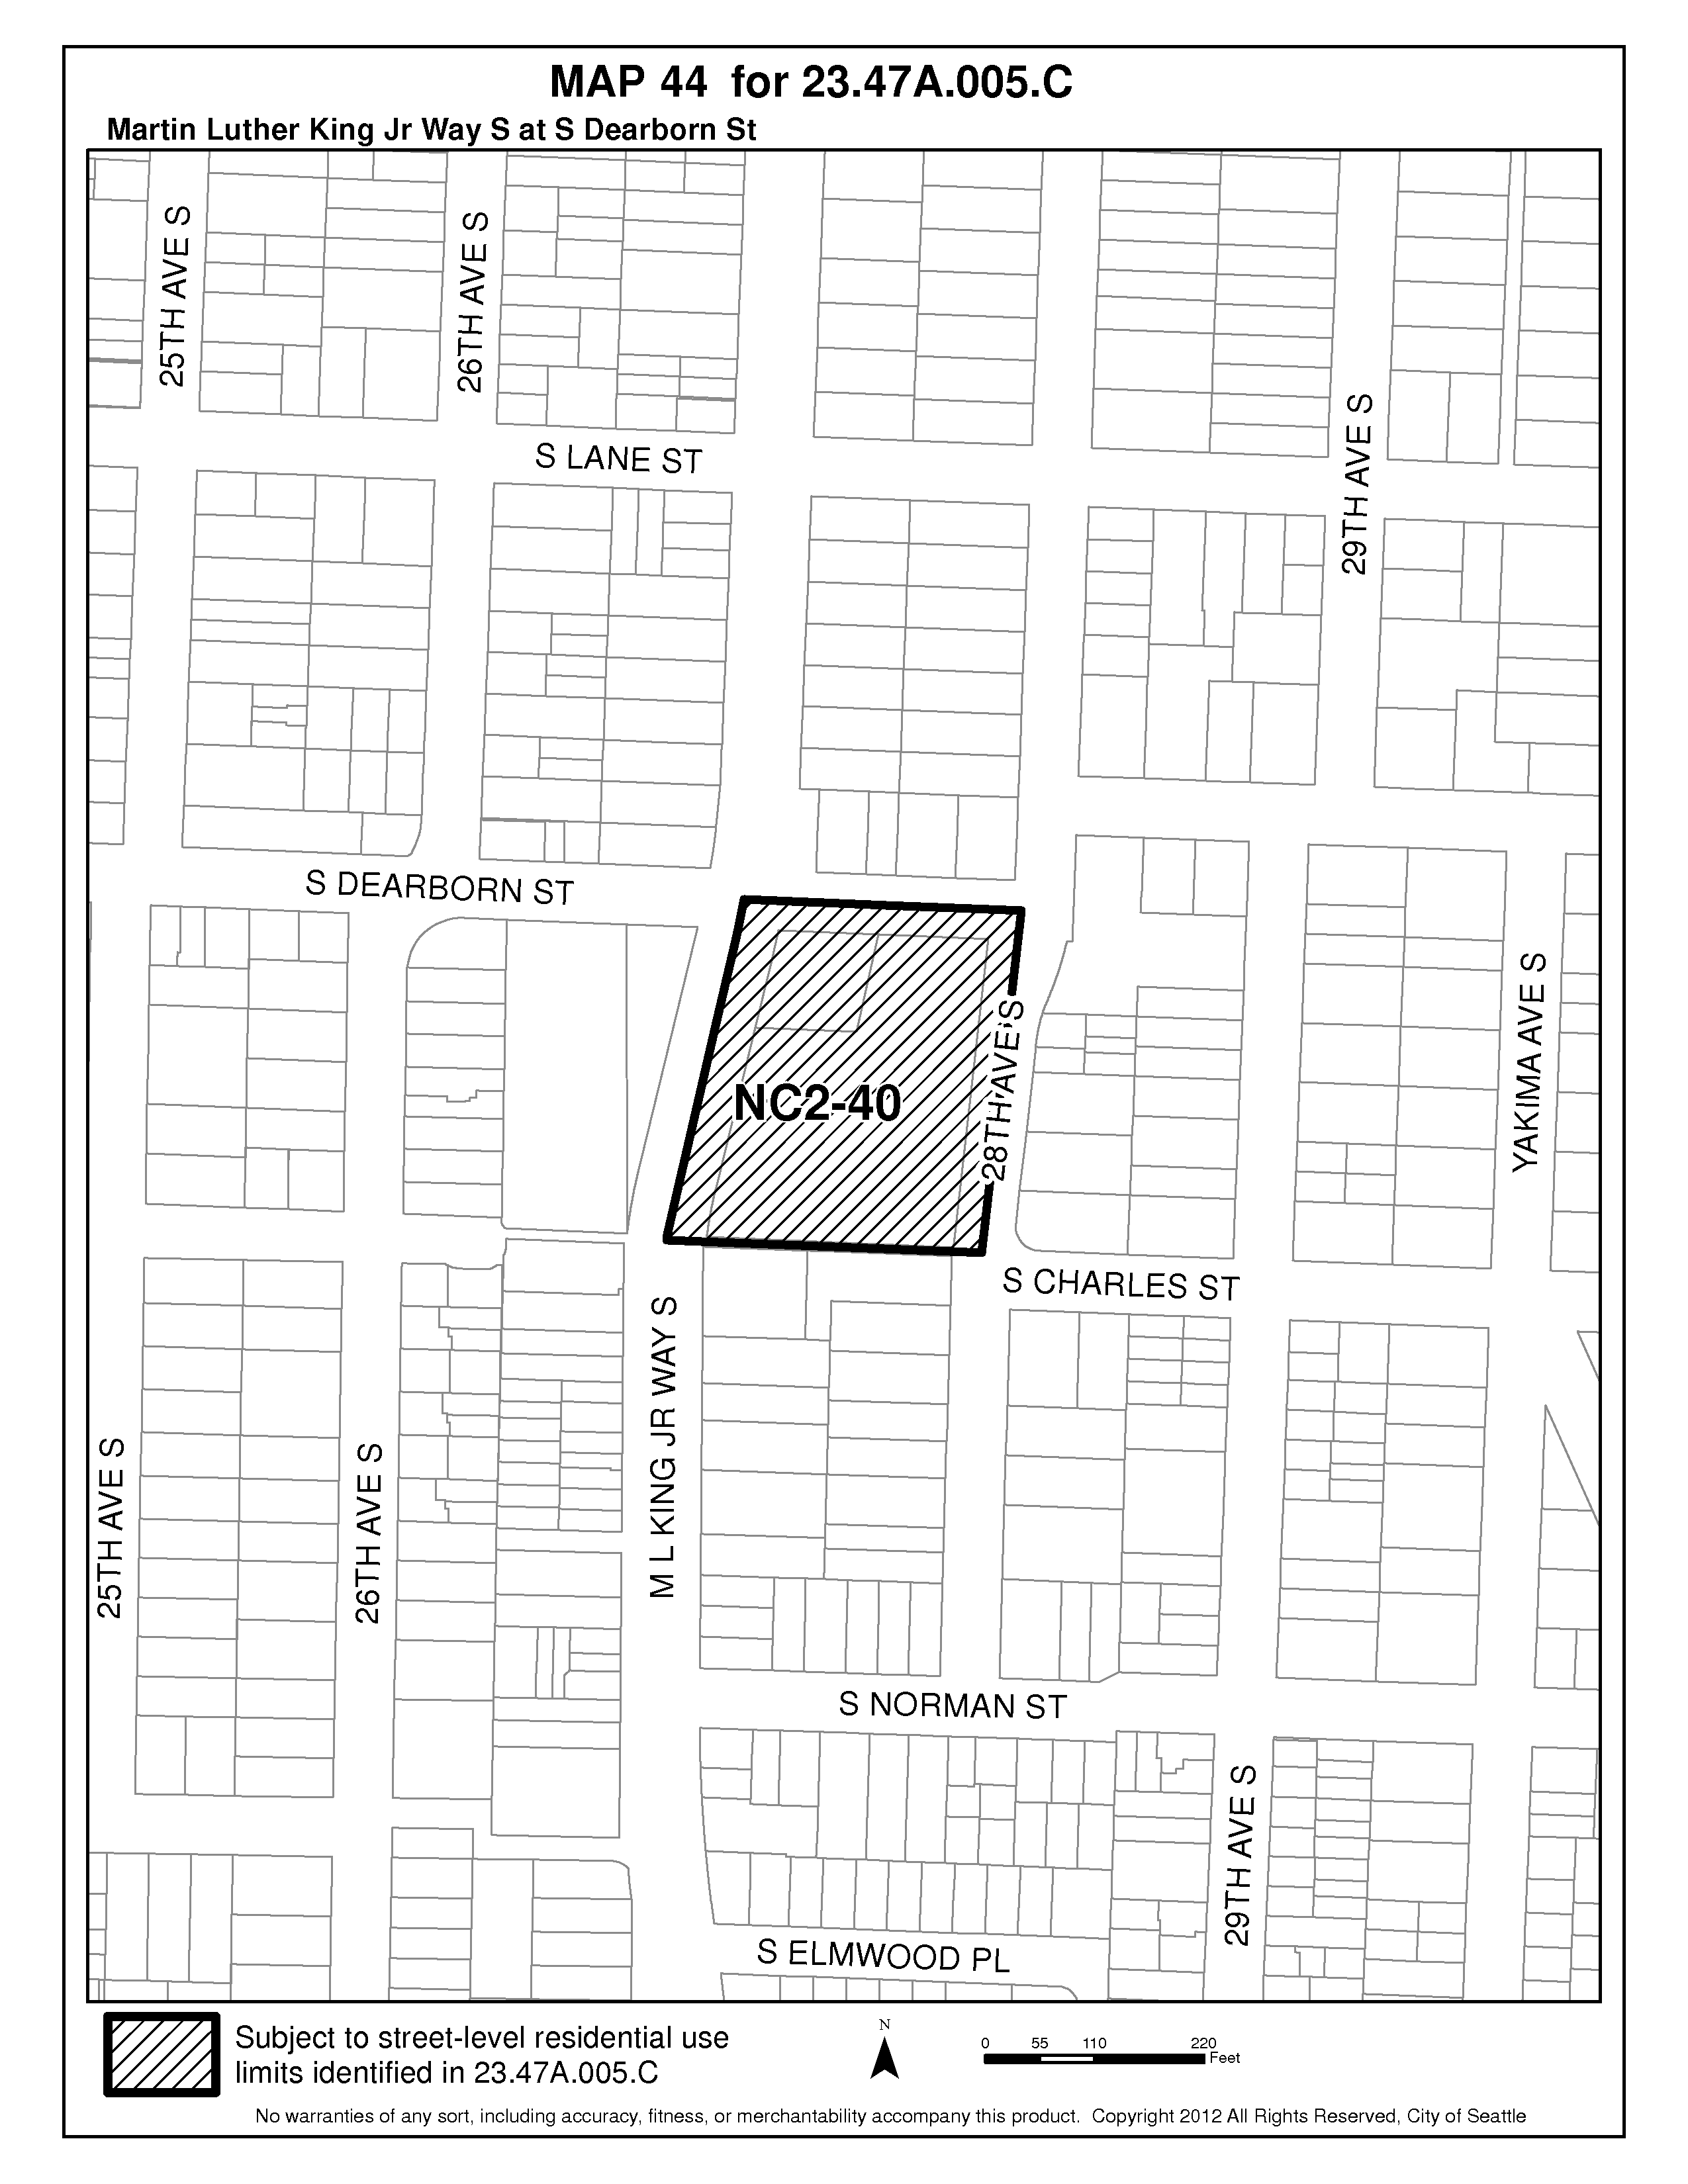 MAP 44 for 23.47A.005.C
Martin Luther King Jr Way S at S Dearborn St
25TH AVE S
26TH AVE S
29TH AVE S
S LANE ST
S DEARBORN ST
YAKIMA AVE S
28TH AVE S
NC2-40
S CHARLES ST
M L KING JR WAY S
25TH AVE S
26TH AVE S
S NORMAN ST
29TH AVE S
S ELMWOOD PL
Subject to street-level residential use
limits identified in 23.47A.005.C
N
0 55 110 220
Feet
No warranties of any sort, including accuracy, fitness, or merchantability accompany this product. Copyright 2012 All Rights Reserved, City of Seattle